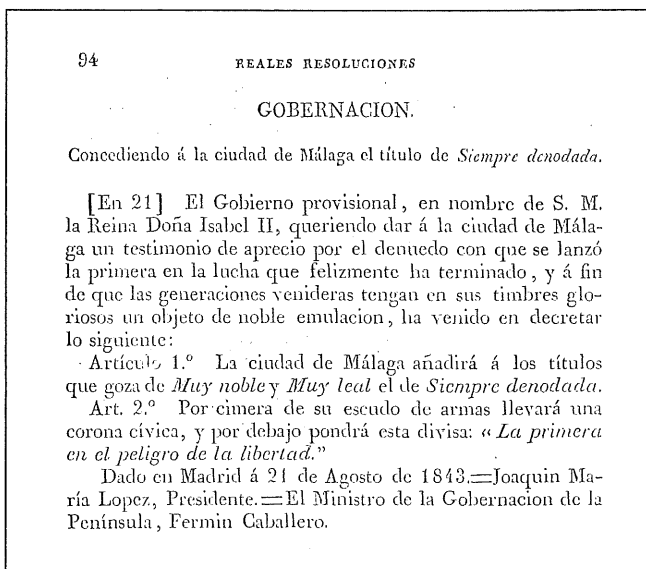 94
REALES RESOLUCIONES
GOBERNACION.
Concediendo á la ciudad de Málaga el título de Siempre denodada.
[En 21] El Gobierno provisional, en nombre de S. M.
la Reina Doña Isabel II, queriendo dar á la ciudad de Mála-
ga un testimonio de aprecio por el denuedo con que se lanzó
la primera en la lucha que felizmente ha terminado, y á fin
de que las generaciones venideras tengan en sus timbres glo-
riosos un objeto de noble emulacion, ha venido en decretar
lo siguiente:
Artículo 1.º La ciudad de Málaga añadirá á los títulos
que goza de Muy noble y Muy leal el de Siempre denodada.
Art. 2.º Por cimera de su escudo de armas llevará una
corona cívica, y por debajo pondrá esta divisa: « La primera
en el peligro de la libertad.”
Dado en Madrid á 21 de Agosto de 1843.=Joaquin Ma-
ría Lopez, Presidente.=El Ministro de la Gobernacion de la
Península, Fermin Caballero.